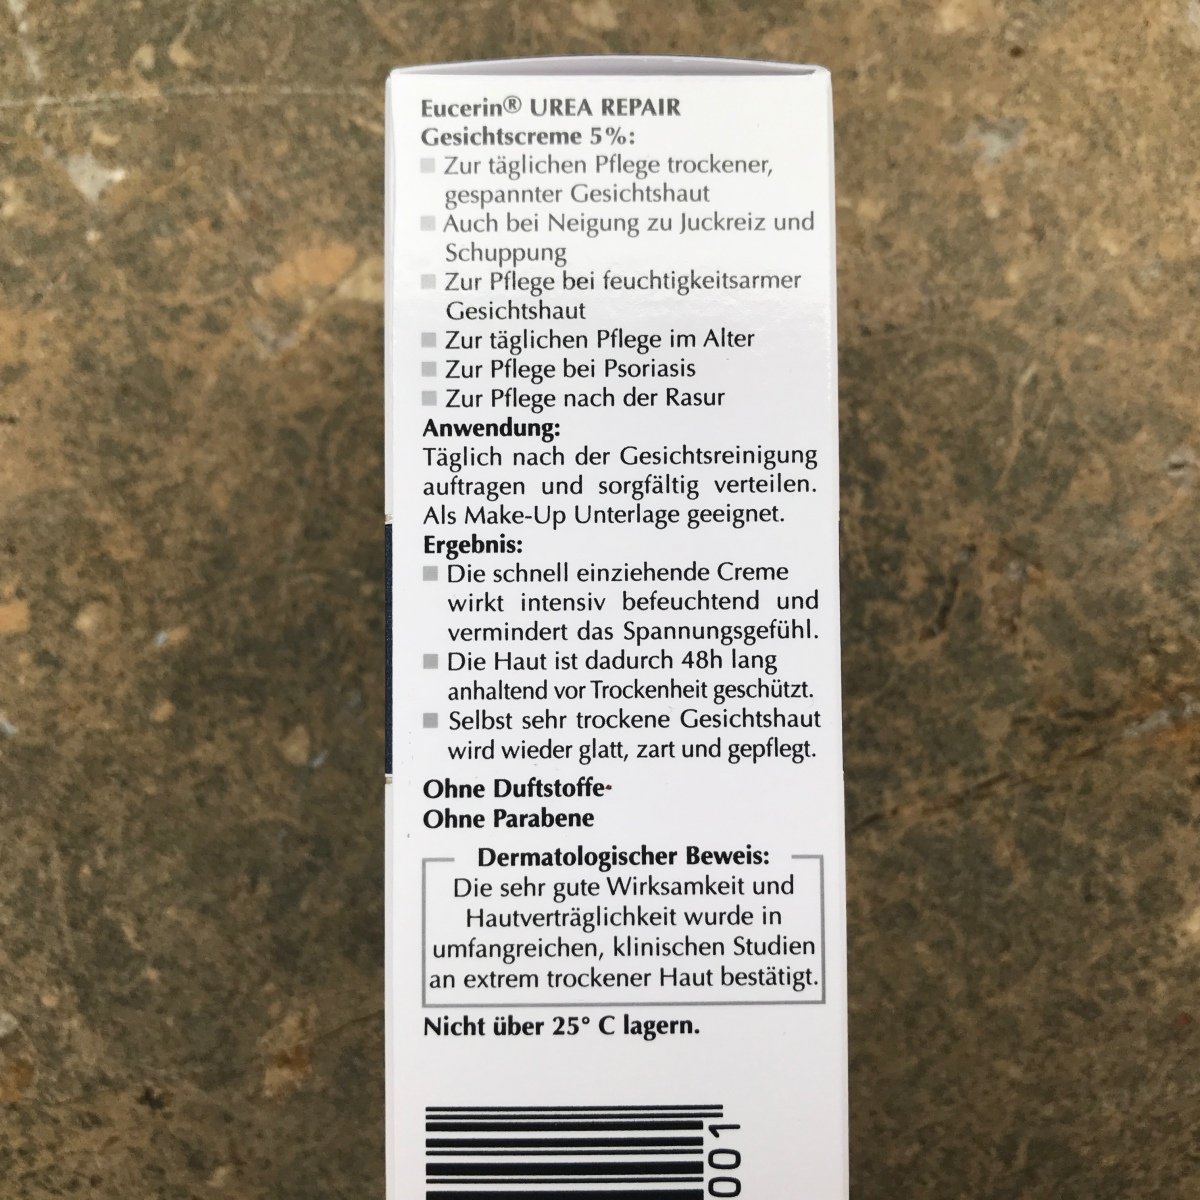 Eucerin® UREA REPAIR
Gesichtscreme 5%:
Zur täglichen Pflege trockener,
gespannter Gesichtshaut
Auch bei Neigung zu Juckreiz und
Schuppung
Zur Pflege bei feuchtigkeitsarmer
Gesichtshaut
Zur täglichen Pflege im Alter
Zur Pflege bei Psoriasis
Zur Pflege nach der Rasur
Anwendung:
Täglich nach der Gesichtsreinigung
auftragen und sorgfältig verteilen.
Als Make-Up Unterlage geeignet.
Ergebnis:
Die schnell einziehende Creme
wirkt intensiv befeuchtend und
vermindert das Spannungsgefühl.
Die Haut ist dadurch 48h lang
anhaltend vor Trockenheit geschützt.
Selbst sehr trockene Gesichtshaut
wird wieder glatt, zart und gepflegt.
Ohne Duftstoffe
Ohne Parabene
Dermatologischer Beweis:
Die sehr gute Wirksamkeit und
Hautverträglichkeit wurde in
umfangreichen, klinischen Studien
an extrem trockener Haut bestätigt.
Nicht über 25° C lagern.
001